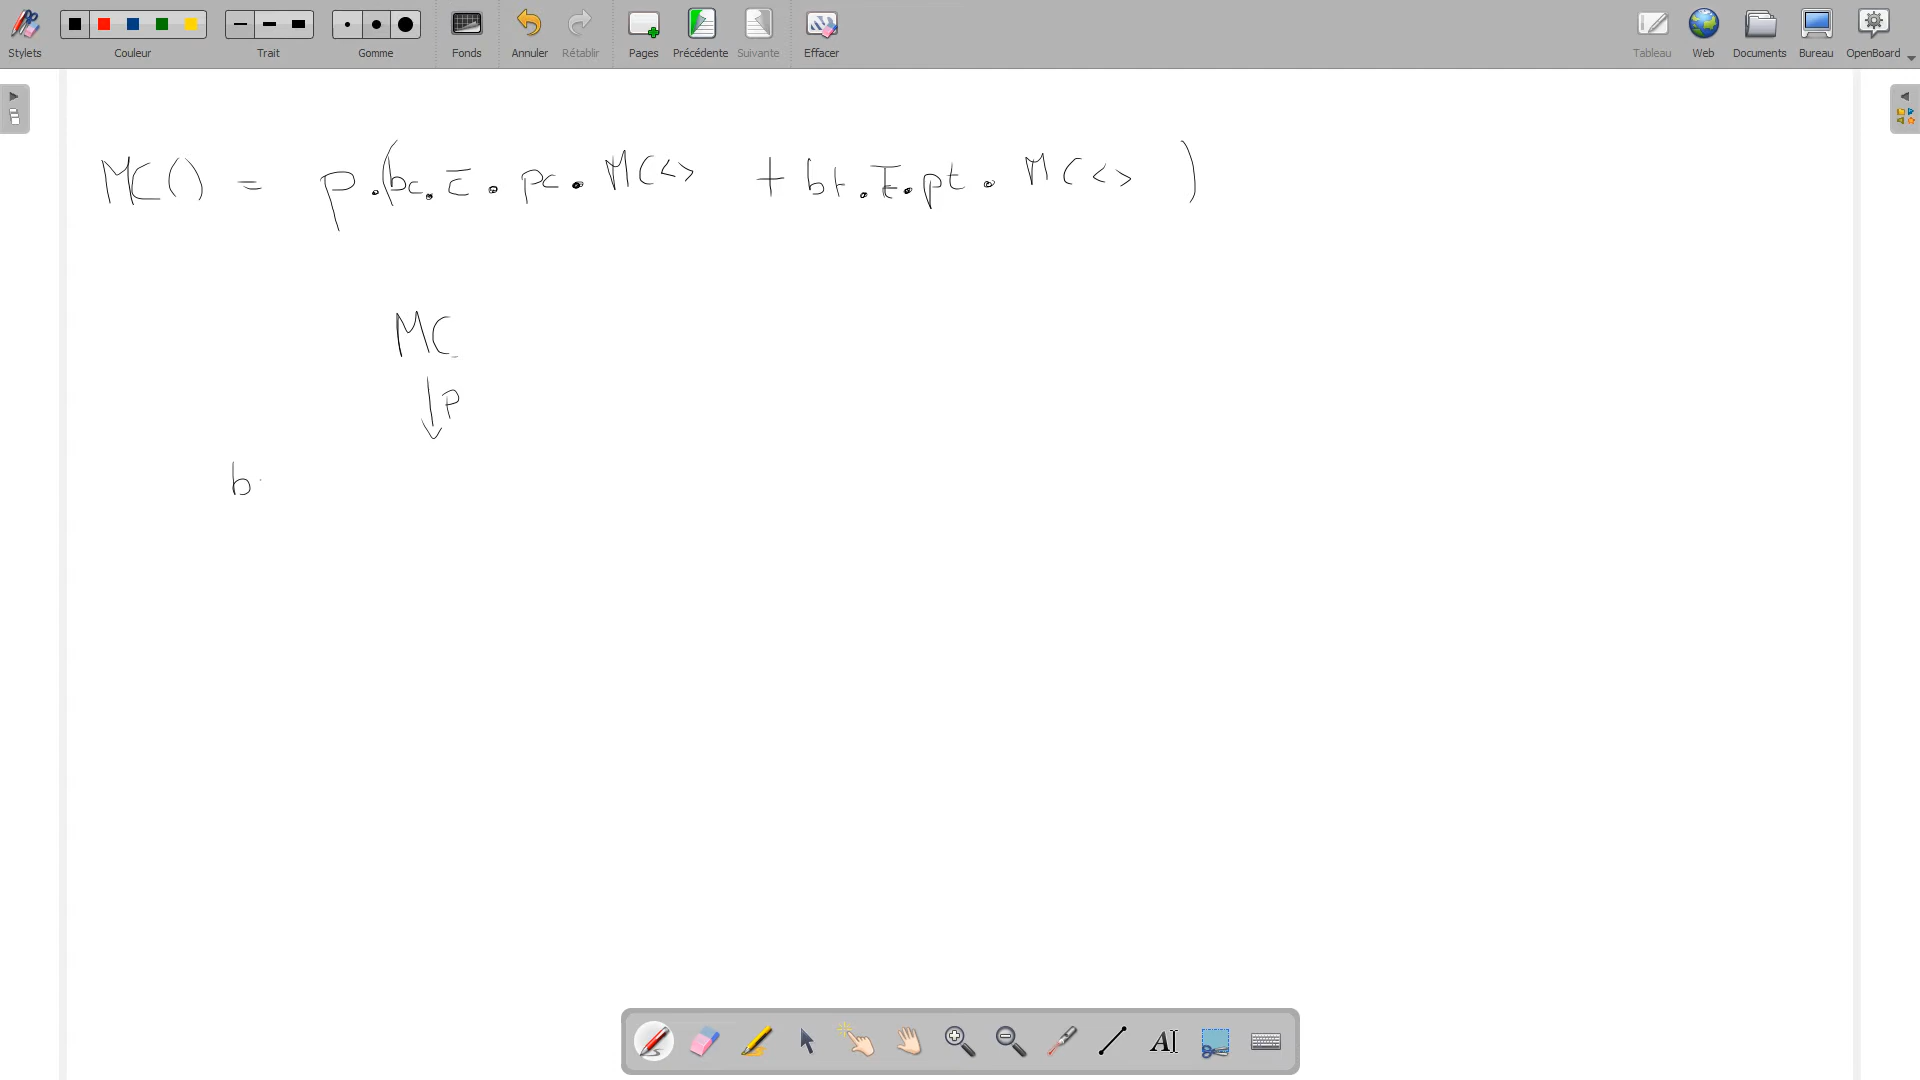 Stylets Couleur Trait Gomme Fonds Annuler Rétablir Pages Précédente Suivante Effacer Tableau Web Documents Bureau OpenBoard
MC() = p.(bc.c̄.pc.MC<> + bt.t̄.pt.MC<>)
MC
p
b
AI